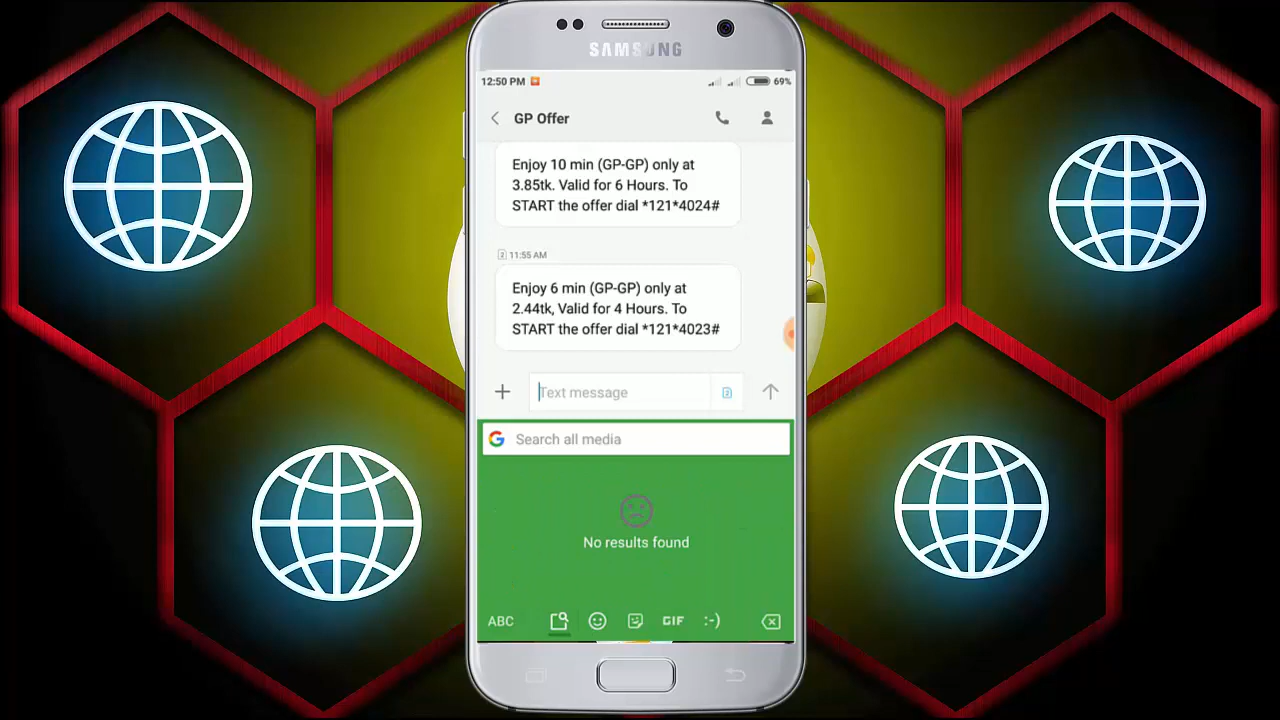 SAMSUNG
12:50 PM 69%
GP Offer
Enjoy 10 min (GP-GP) only at
3.85tk. Valid for 6 Hours. To
START the offer dial *121*4024#
2 11:55 AM
Enjoy 6 min (GP-GP) only at
2.44tk, Valid for 4 Hours. To
START the offer dial *121*4023#
Text message 2
G Search all media
No results found
ABC GIF :-)